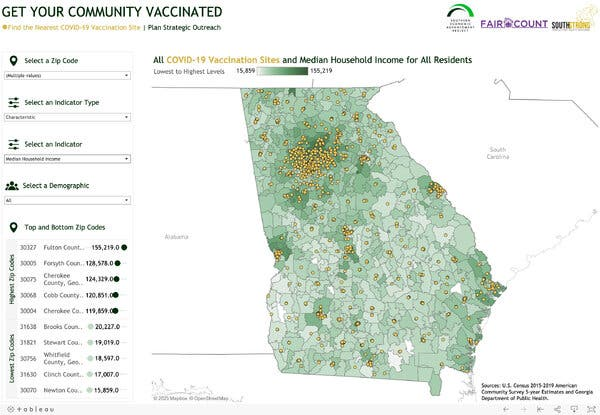 GET YOUR COMMUNITY VACCINATED
Find the Nearest COVID-19 Vaccination Site | Plan Strategic Outreach
SOUTHERN ECONOMIC
ADVANCEMENT PROJECT
FAIR COUNT
SOUTHSTRONG
Select a Zip Code
(Multiple values)
Select an Indicator Type
Characteristic
Select an Indicator
Median Household Income
Select a Demographic
All
Top and Bottom Zip Codes
Highest Zip Codes
30327 Fulton Count.. 155,219.0
30005 Forsyth Coun.. 128,578.0
30075 Cherokee County, Geo.. 124,329.0
30068 Cobb County .. 120,851.0
30004 Cherokee Co.. 119,859.0
Lowest Zip Codes
31638 Brooks Coun.. 20,227.0
31821 Stewart Coun.. 19,019.0
30756 Whitfield County, Geo.. 18,597.0
31630 Clinch Count.. 17,007.0
30070 Newton Cou.. 15,859.0
All COVID-19 Vaccination Sites and Median Household Income for All Residents
Lowest to Highest Levels 15,859 155,219
South
Carolina
Alabama
© OpenStreetMap
Sources: U.S. Census 2015-2019 American
Community Survey 5-year Estimates and Georgia
Department of Public Health.
+ a b l e a u